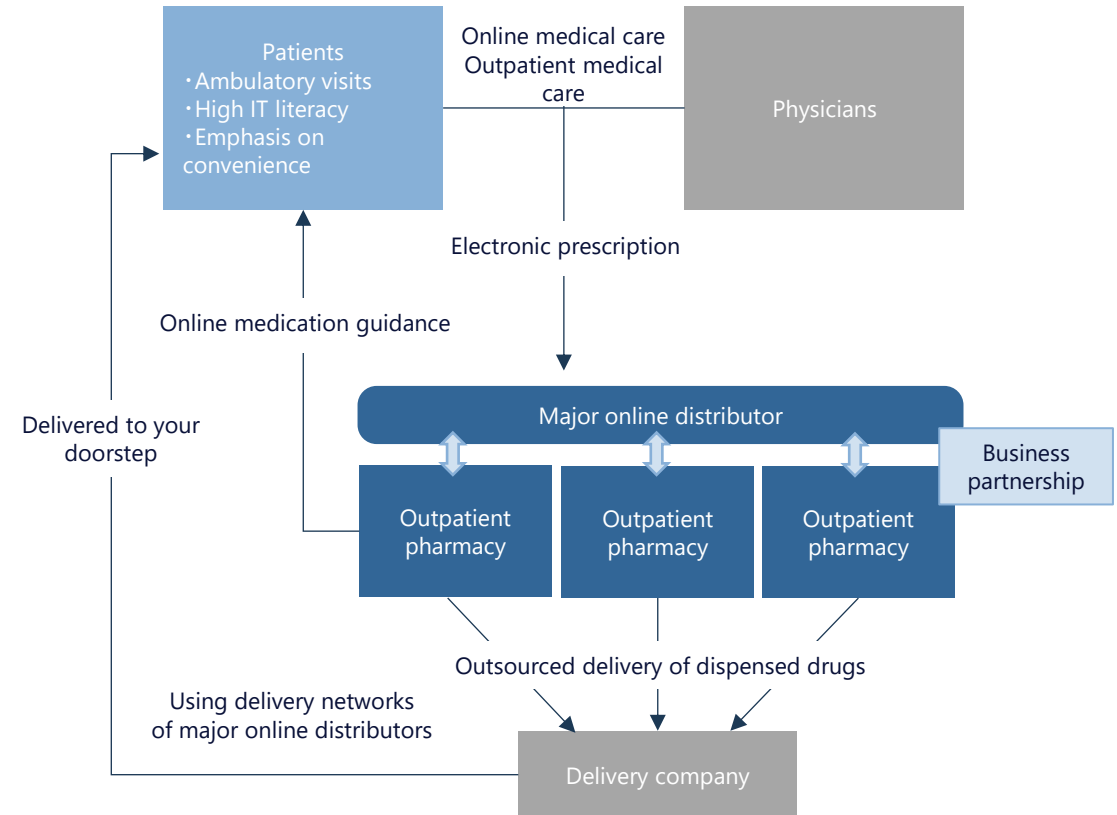 Patients
・Ambulatory visits
・High IT literacy
・Emphasis on
convenience
Online medical care
Outpatient medical
care
Physicians
Electronic prescription
Online medication guidance
Delivered to your
doorstep
Major online distributor
Business
partnership
Outpatient
pharmacy
Outpatient
pharmacy
Outpatient
pharmacy
Outsourced delivery of dispensed drugs
Using delivery networks
of major online distributors
Delivery company